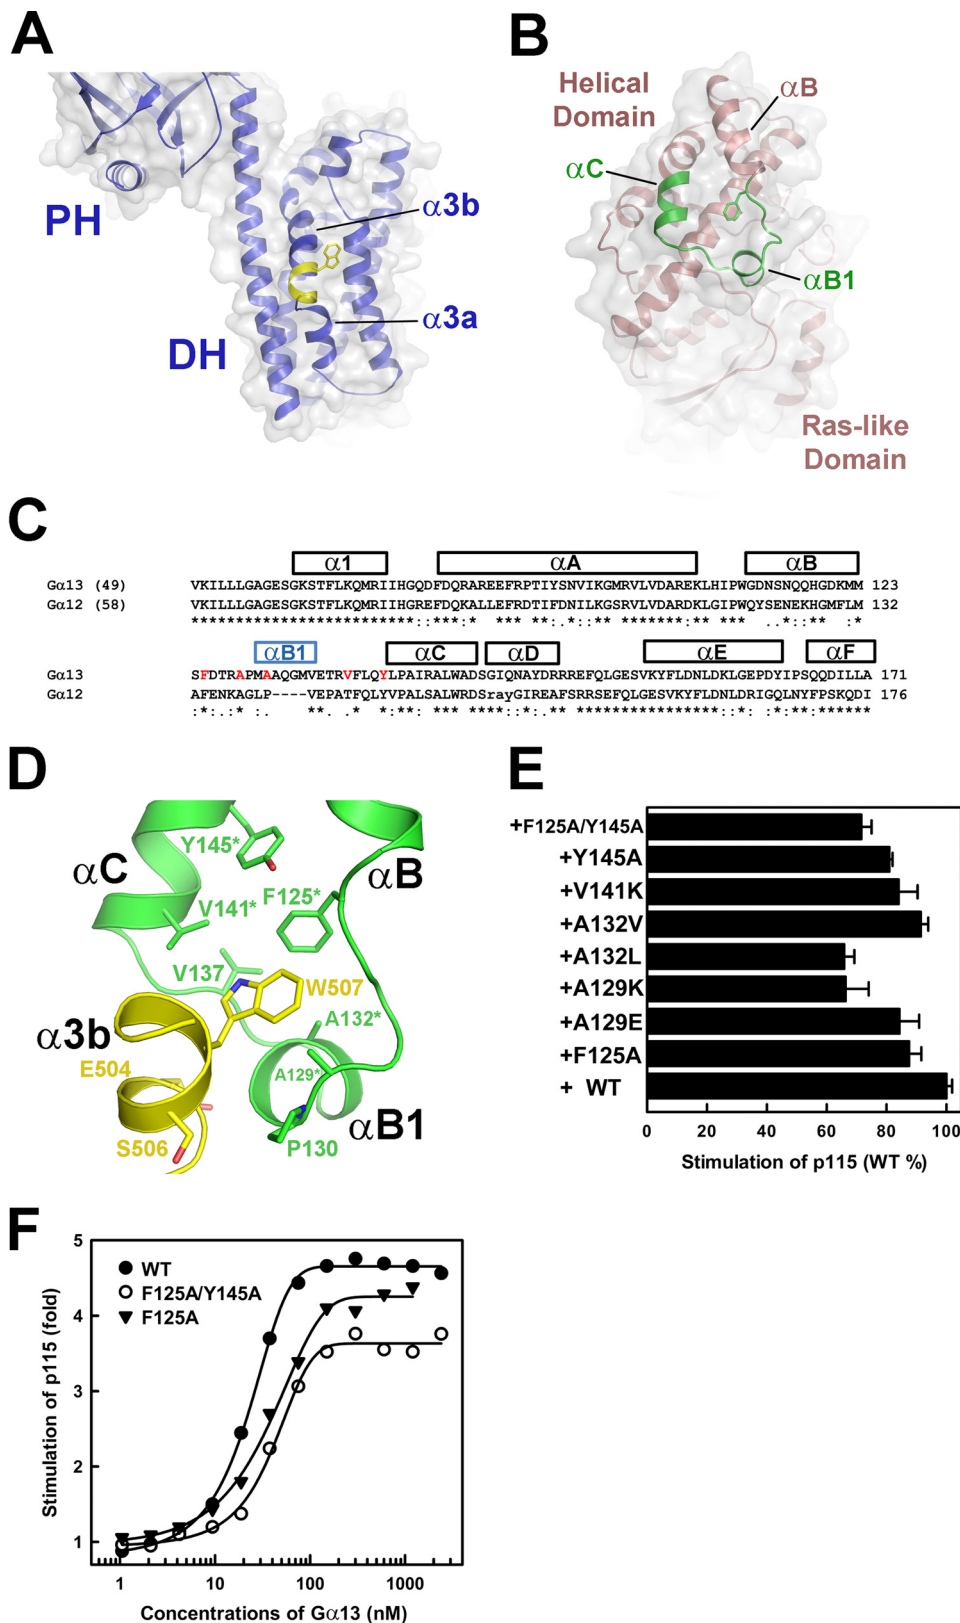 A
B
Helical
Domain
αB
αC
αB1
α3b
α3a
PH
DH
Ras-like
Domain
C
α1
αA
αB
Gα13 (49) VKILLLGAGESGKSTFLKQMRIIHGQDFDQRAREEFRPTIYSNVIKGMRVLVDAREKLHIPWGDNSNQQHGDKMM 123
Gα12 (58) VKILLLGAGESGKSTFLKQMRIIHGREFDQKALLEFRDTIFDNILKGSRVLVDARDKLGIPWQYSENEKHGMFLM 132
αB1
αC
αD
αE
αF
Gα13 SFDTRAPMAAQGMVETRVFLQYLPAIRALWADSGIQNAYDRRREFQLGESVKYFLDNLDKLGEPDYIPSQQDILLA 171
Gα12 AFENKAGLP----VEPATFQLYVPALSALWRDSrayGIREAFSRRSEFQLGESVKYFLDNLDRIGQLNYFPSKQDI 176
D
αC
Y145*
αB
V141*
F125*
V137
W507
α3b
A132*
E504
A129*
αB1
S506
P130
E
+F125A/Y145A
+Y145A
+V141K
+A132V
+A132L
+A129K
+A129E
+F125A
+ WT
0 20 40 60 80 100
Stimulation of p115 (WT %)
F
5
4
3
2
1
Stimulation of p115 (fold)
WT
F125A/Y145A
F125A
1 10 100 1000
Concentrations of Gα13 (nM)